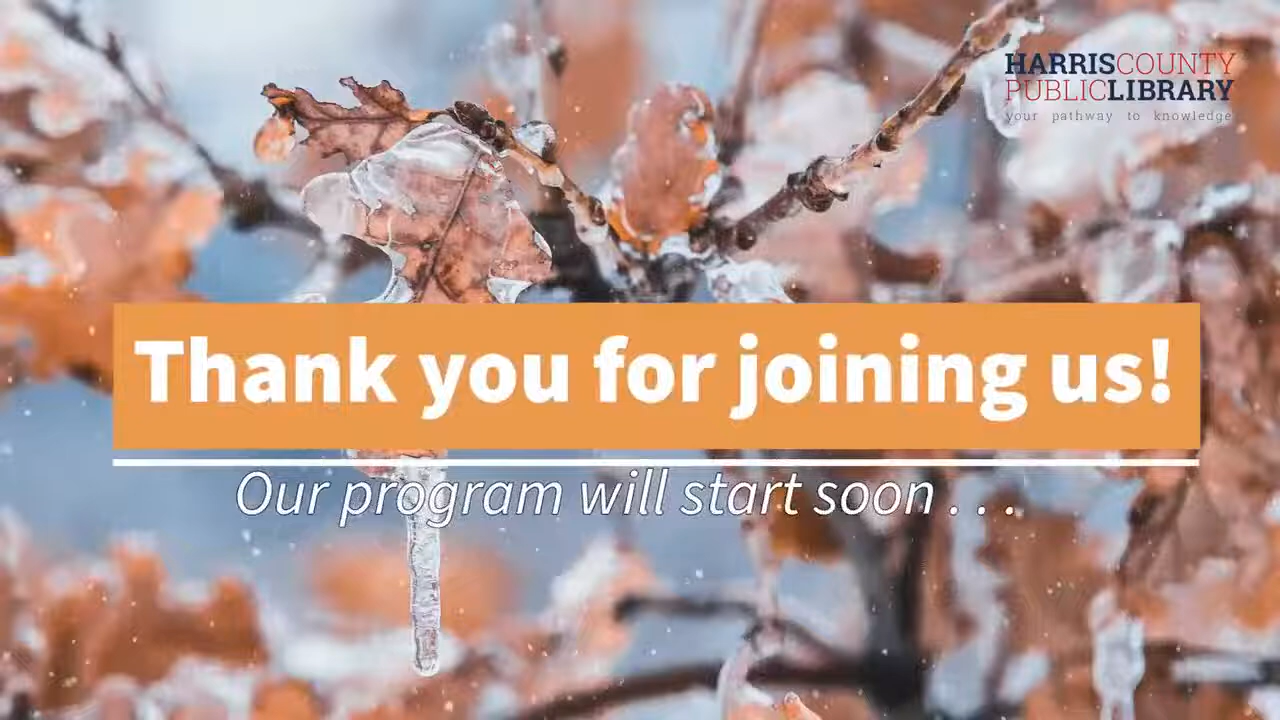 HARRISCOUNTY
PUBLICLIBRARY
your pathway to knowledge
Thank you for joining us!
Our program will start soon . . .